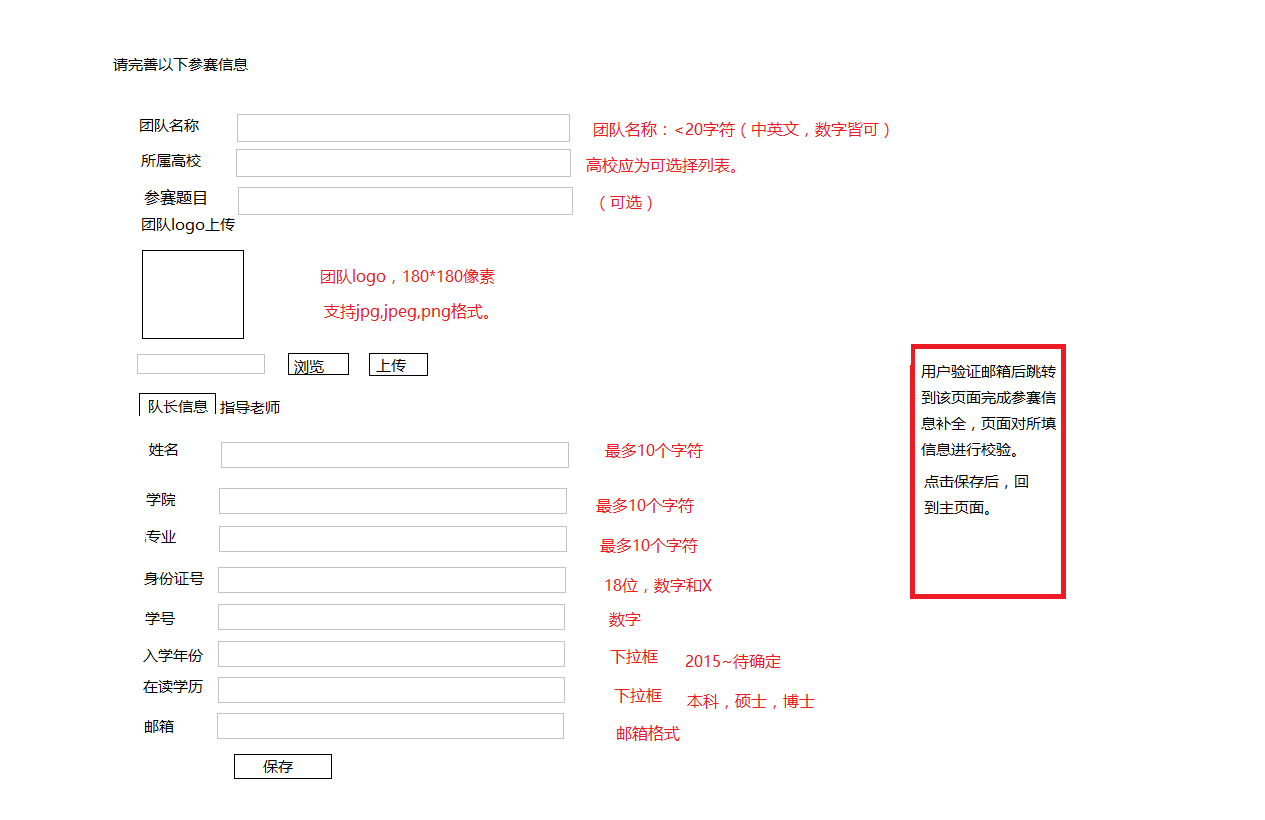 请完善以下参赛信息
团队名称
团队名称：<20字符（中英文，数字皆可）
所属高校
高校应为可选择列表。
参赛题目
（可选）
团队logo上传
团队logo，180*180像素
支持jpg,jpeg,png格式。
浏览
上传
队长信息
指导老师
姓名
最多10个字符
学院
最多10个字符
专业
最多10个字符
身份证号
18位，数字和X
学号
数字
入学年份
下拉框
2015~待确定
在读学历
下拉框
本科，硕士，博士
邮箱
邮箱格式
保存
用户验证邮箱后跳转
到该页面完成参赛信
息补全，页面对所填
信息进行校验。
点击保存后，回
到主页面。